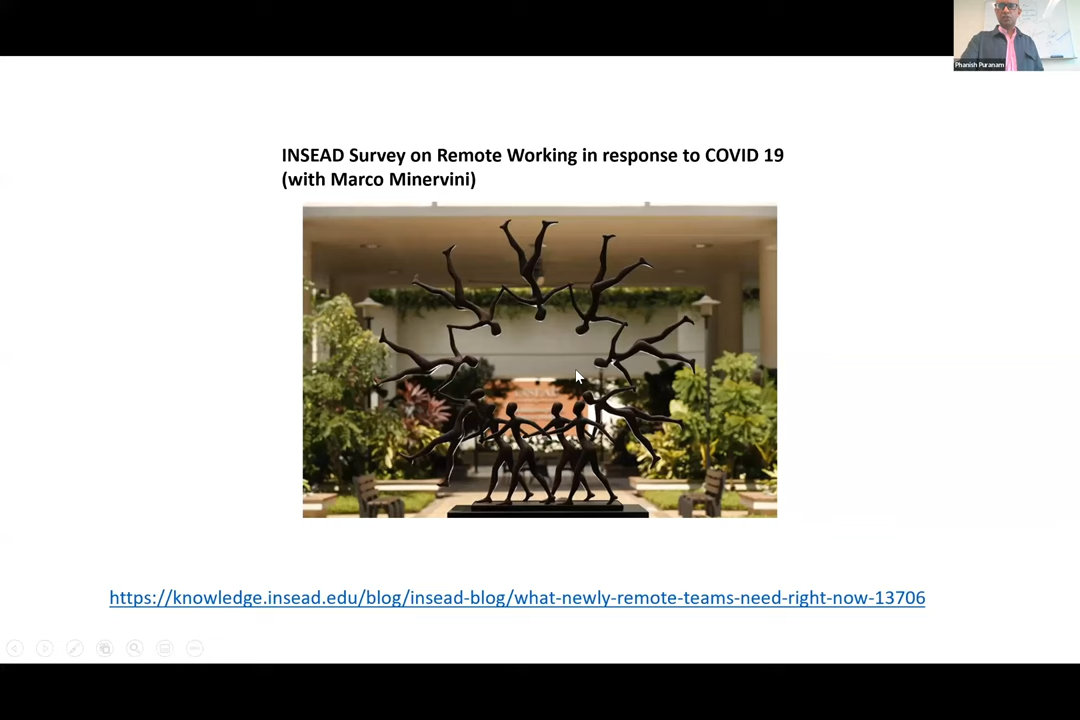 Phanish Puranam
INSEAD Survey on Remote Working in response to COVID 19
(with Marco Minervini)
https://knowledge.insead.edu/blog/insead-blog/what-newly-remote-teams-need-right-now-13706